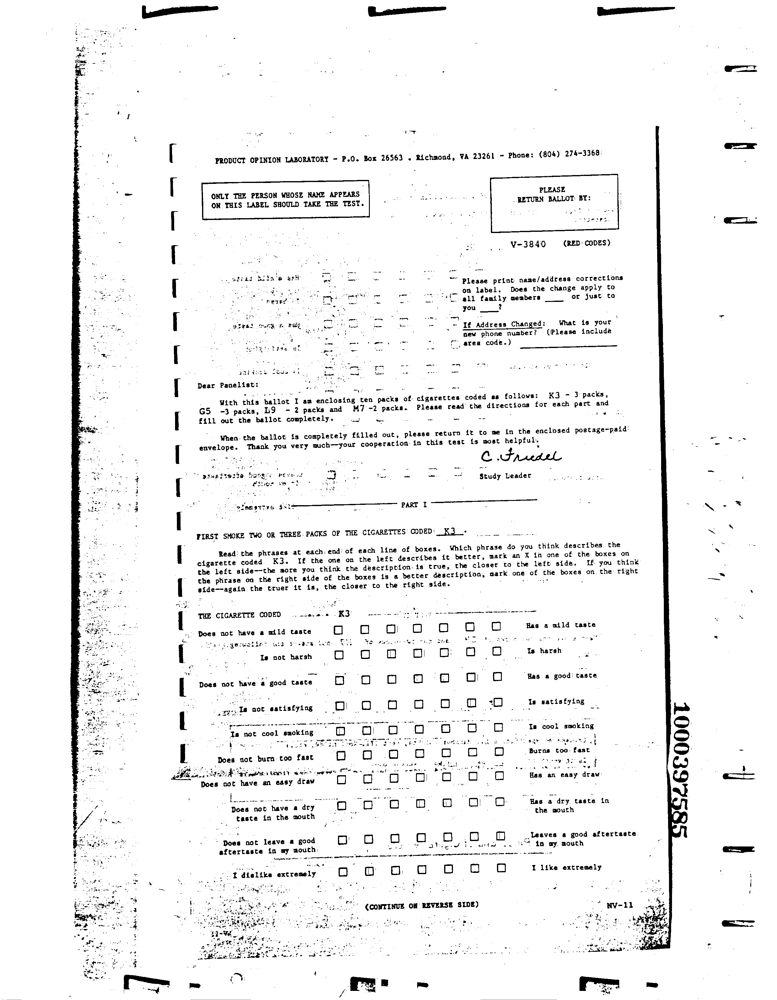 PRODUCT OPINION LABORATORY - P.O. Box 26563 . Richmond, VA 23261 - Phone: (804) 274-3368
ONLY THE PERSON WHOSE NAME APPEARS
ON THIS LABEL SHOULD TAKE THE TEST.
PLEASE
RETURN BALLOT BY:
V-3840 (RED CODES)
Please print name/address corrections
on label. Does the change apply to
all family members ____ or just to
you ____?
If Address Changed: What is your
new phone number? (Please include
area code.) ____
Dear Panelist:
With this ballot I am enclosing ten packs of cigarettes coded as follows: K3 - 3 packs,
G5 -3 packs, L9 - 2 packs and M7 -2 packs. Please read the directions for each part and
fill out the ballot completely.
When the ballot is completely filled out, please return it to me in the enclosed postage-paid
envelope. Thank you very much--your cooperation in this test is most helpful.
C. Friedel
Study Leader
PART I
FIRST SMOKE TWO OR THREE PACKS OF THE CIGARETTES CODED K3.
Read the phrases at each end of each line of boxes. Which phrase do you think describes the
cigarette coded K3. If the one on the left describes it better, mark an X in one of the boxes on
the left side--the more you think the description is true, the closer to the left side. If you think
the phrase on the right side of the boxes is a better description, mark one of the boxes on the right
side--again the truer it is, the closer to the right side.
THE CIGARETTE CODED K3
Does not have a mild taste □ □ □ □ □ □ □ Has a mild taste
Is not harsh □ □ □ □ □ □ □ Is harsh
Does not have a good taste □ □ □ □ □ □ □ Has a good taste
Is not satisfying □ □ □ □ □ □ □ Is satisfying
Is not cool smoking □ □ □ □ □ □ □ Is cool smoking
Does not burn too fast □ □ □ □ □ □ □ Burns too fast
Does not have an easy draw □ □ □ □ □ □ □ Has an easy draw
Does not have a dry □ □ □ □ □ □ □ Has a dry taste in
taste in the mouth the mouth
Does not leave a good □ □ □ □ □ □ □ Leaves a good aftertaste
aftertaste in my mouth in my mouth
I dislike extremely □ □ □ □ □ □ □ I like extremely
(CONTINUE ON REVERSE SIDE)
NV-11
1000397585